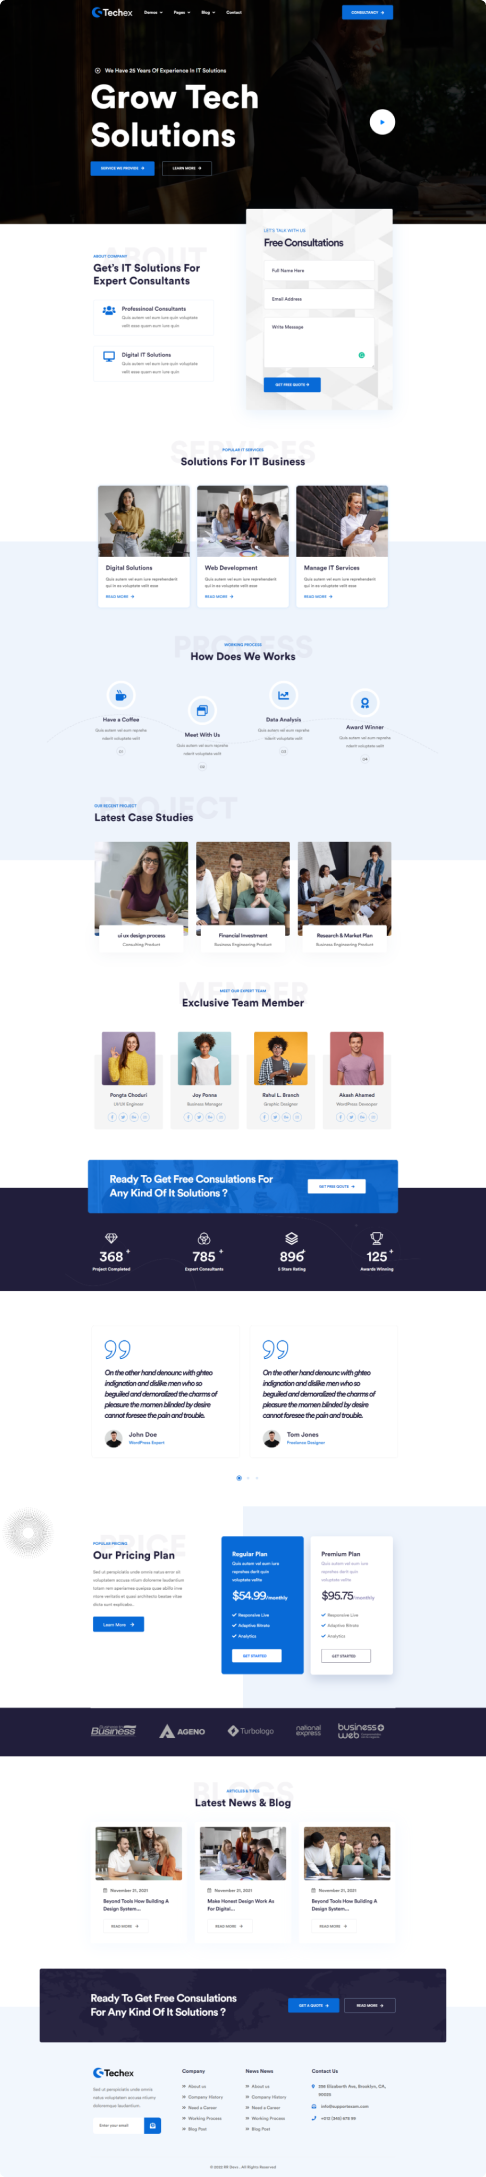 Techex
Demos
Pages
Blog
Contact
CONSULTANCY
We Have 25 Years Of Experience In IT Solutions
Grow Tech
Solutions
SERVICE WE PROVIDE
LEARN MORE
LET'S TALK WITH US
Free Consultations
Full Name Here
Email Address
Write Message
GET FREE QUOTE
ABOUT
ABOUT COMPANY
Get's IT Solutions For
Expert Consultants
Professinoal Consultants
Quis autem vel eum iure quin voluptate
velit esse quam eum iure quin
Digital IT Solutions
Quis autem vel eum iure quin voluptate
velit esse quam eum iure quin
SERVICES
POPULAR IT SERVICES
Solutions For IT Business
Digital Solutions
Quis autem vel eum iure reprehenderit
qui in ea voluptate velit esse
READ MORE
Web Development
Quis autem vel eum iure reprehenderit
qui in ea voluptate velit esse
READ MORE
Manage IT Services
Quis autem vel eum iure reprehenderit
qui in ea voluptate velit esse
READ MORE
PROCESS
WORKING PROCESS
How Does We Works
Have a Coffee
Quis autem vel eum reprehe
nderit voluptate velit
01
Meet With Us
Quis autem vel eum reprehe
nderit voluptate velit
02
Data Analysis
Quis autem vel eum reprehe
nderit voluptate velit
03
Award Winner
Quis autem vel eum reprehe
nderit voluptate velit
04
PROJECT
OUR RECENT PROJECT
Latest Case Studies
ui ux design process
Consulting Product
Financial Investment
Business Engineering Product
Research & Market Plan
Business Engineering Product
MEMBER
MEET OUR EXPERT TEAM
Exclusive Team Member
Pongta Choduri
UI/UX Engineer
Joy Ponna
Business Manager
Rahul L. Branch
Graphic Designer
Akash Ahamed
WordPress Developer
Ready To Get Free Consulations For
Any Kind Of It Solutions ?
GET FREE QOUTE
368 +
Project Completed
785 +
Expert Consultants
896 +
5 Stars Rating
125 +
Awards Winning
On the other hand denounc with ghteo
indignation and dislike men who so
beguiled and demoralized the charms of
pleasure the momen blinded by desire
cannot foresee the pain and trouble.
John Doe
WordPress Expert
On the other hand denounc with ghteo
indignation and dislike men who so
beguiled and demoralized the charms of
pleasure the momen blinded by desire
cannot foresee the pain and trouble.
Tom Jones
Freelance Designer
PRICE
POPULAR PRICING
Our Pricing Plan
Sed ut perspiciatis unde omnis natus error sit
voluptatem accusa ntium dolorema laudantium
totam rem aperiamea queipsa quae abillo inve
ntore veritatis et quasi architecto beatae vitae
dicta sunt explicabo.
Learn More
Regular Plan
Quis autem vel eum iure
reprehes derit quin
voluptate vellte
$54.99/monthly
Responsive Live
Adaptive Bitrate
Analytics
GET STARTED
Premium Plan
Quis autem vel eum iure
reprehes derit quin
voluptate vellte
$95.75/monthly
Responsive Live
Adaptive Bitrate
Analytics
GET STARTED
Business
AGENO
Turbologo
national
express
business
web
BLOGS
ARTICLES & TIPES
Latest News & Blog
November 21, 2021
Beyond Tools How Building A
Design System...
READ MORE
November 21, 2021
Make Honest Design Work As
For Digital...
READ MORE
November 21, 2021
Beyond Tools How Building A
Design System...
READ MORE
Ready To Get Free Consulations
For Any Kind Of It Solutions ?
GET A QUOTE
READ MORE
Techex
Sed ut perspiciatis unde omnis
natus voluptatem accusa ntiumy
doloremque laudantium.
Enter your email
Company
About us
Company History
Need a Career
Working Process
Blog Post
News News
About us
Company History
Need a Career
Working Process
Blog Post
Contact Us
256 Elizaberth Ave, Brooklyn, CA,
90025
info@supportecom.com
+012 (345) 678 99
All Rights Reserved